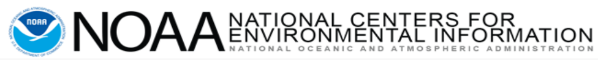 NOAA
NATIONAL CENTERS FOR
ENVIRONMENTAL INFORMATION
NATIONAL OCEANIC AND ATMOSPHERIC ADMINISTRATION